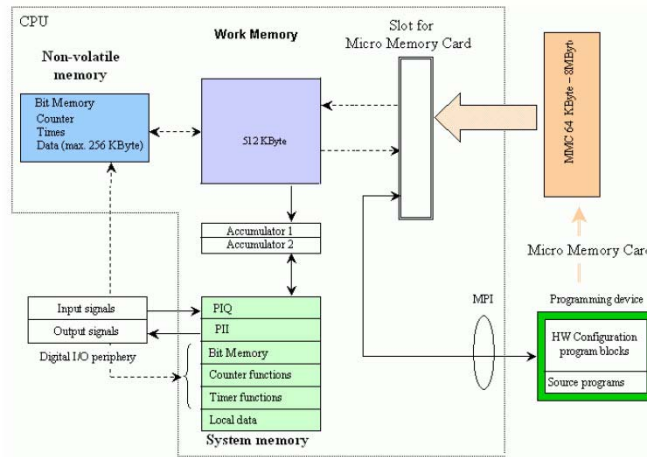 CPU
Work Memory
Slot for
Micro Memory Card
Non-volatile
memory
Bit Memory
Counter
Times
Data (max. 256 KByte)
512 KByte
MMC 64 KByte – 8MByte
Accumulator 1
Accumulator 2
Micro Memory Card
Input signals
Output signals
Digital I/O periphery
PIQ
PII
Bit Memory
Counter functions
Timer functions
Local data
System memory
MPI
Programming device
HW Configuration
program blocks
Source programs